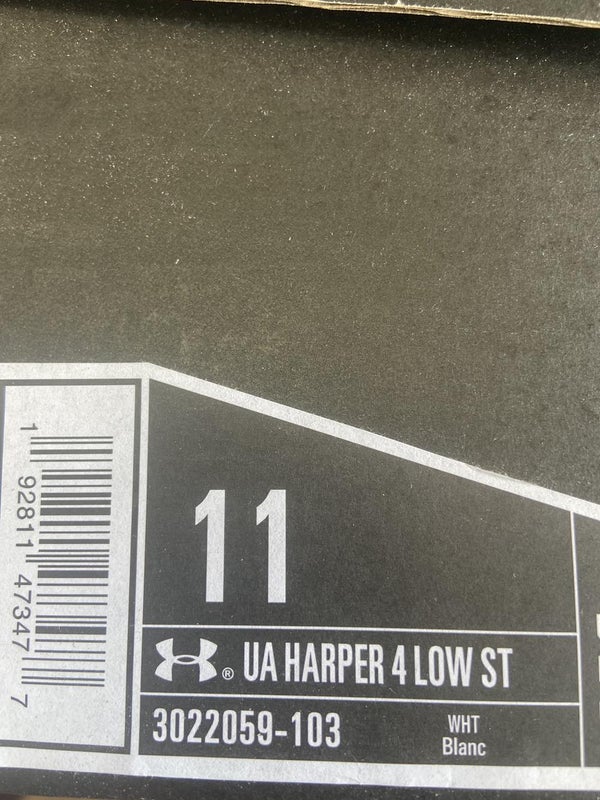 11
® UA HARPER 4 LOW ST
3022059-103
WHT
Blanc
1 92811 47347 7